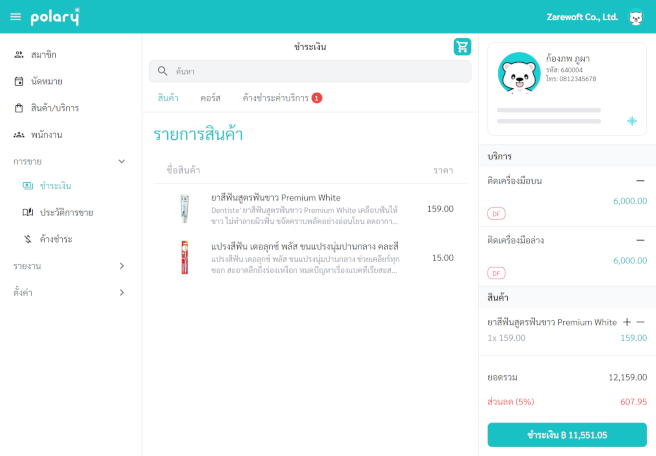 polary
Zarewoft Co., Ltd.
สมาชิก
นัดหมาย
สินค้า/บริการ
พนักงาน
การขาย
ชำระเงิน
ประวัติการขาย
ค้างชำระ
รายงาน
ตั้งค่า
ชำระเงิน
ค้นหา
สินค้า คอร์ส ค้างชำระค่าบริการ 1
รายการสินค้า
ชื่อสินค้า ราคา
ยาสีฟันสูตรฟันขาว Premium White
Dentiste' ยาสีฟันสูตรฟันขาว Premium White เคลือบฟันให้
ขาว ไม่ทำลายผิวฟัน ขจัดคราบพลัคอย่างอ่อนโยน ลดอากา...
159.00
แปรงสีฟัน เดอลุกซ์ พลัส ขนแปรงนุ่มปานกลาง คละสี
แปรงสีฟัน เดอลุกซ์ พลัส ขนแปรงนุ่มปานกลาง ช่วยเคลียร์ทุก
ซอก สะอาดลึกถึงร่องเหงือก หมดปัญหาเรื่องแบคทีเรียสะส...
15.00
ก้องภพ ภูผา
รหัส: 640004
โทร: 0812345678
บริการ
ติดเครื่องมือบน
6,000.00
DF
ติดเครื่องมือล่าง
6,000.00
DF
สินค้า
ยาสีฟันสูตรฟันขาว Premium White
1x 159.00 159.00
ยอดรวม 12,159.00
ส่วนลด (5%) 607.95
ชำระเงิน ฿ 11,551.05